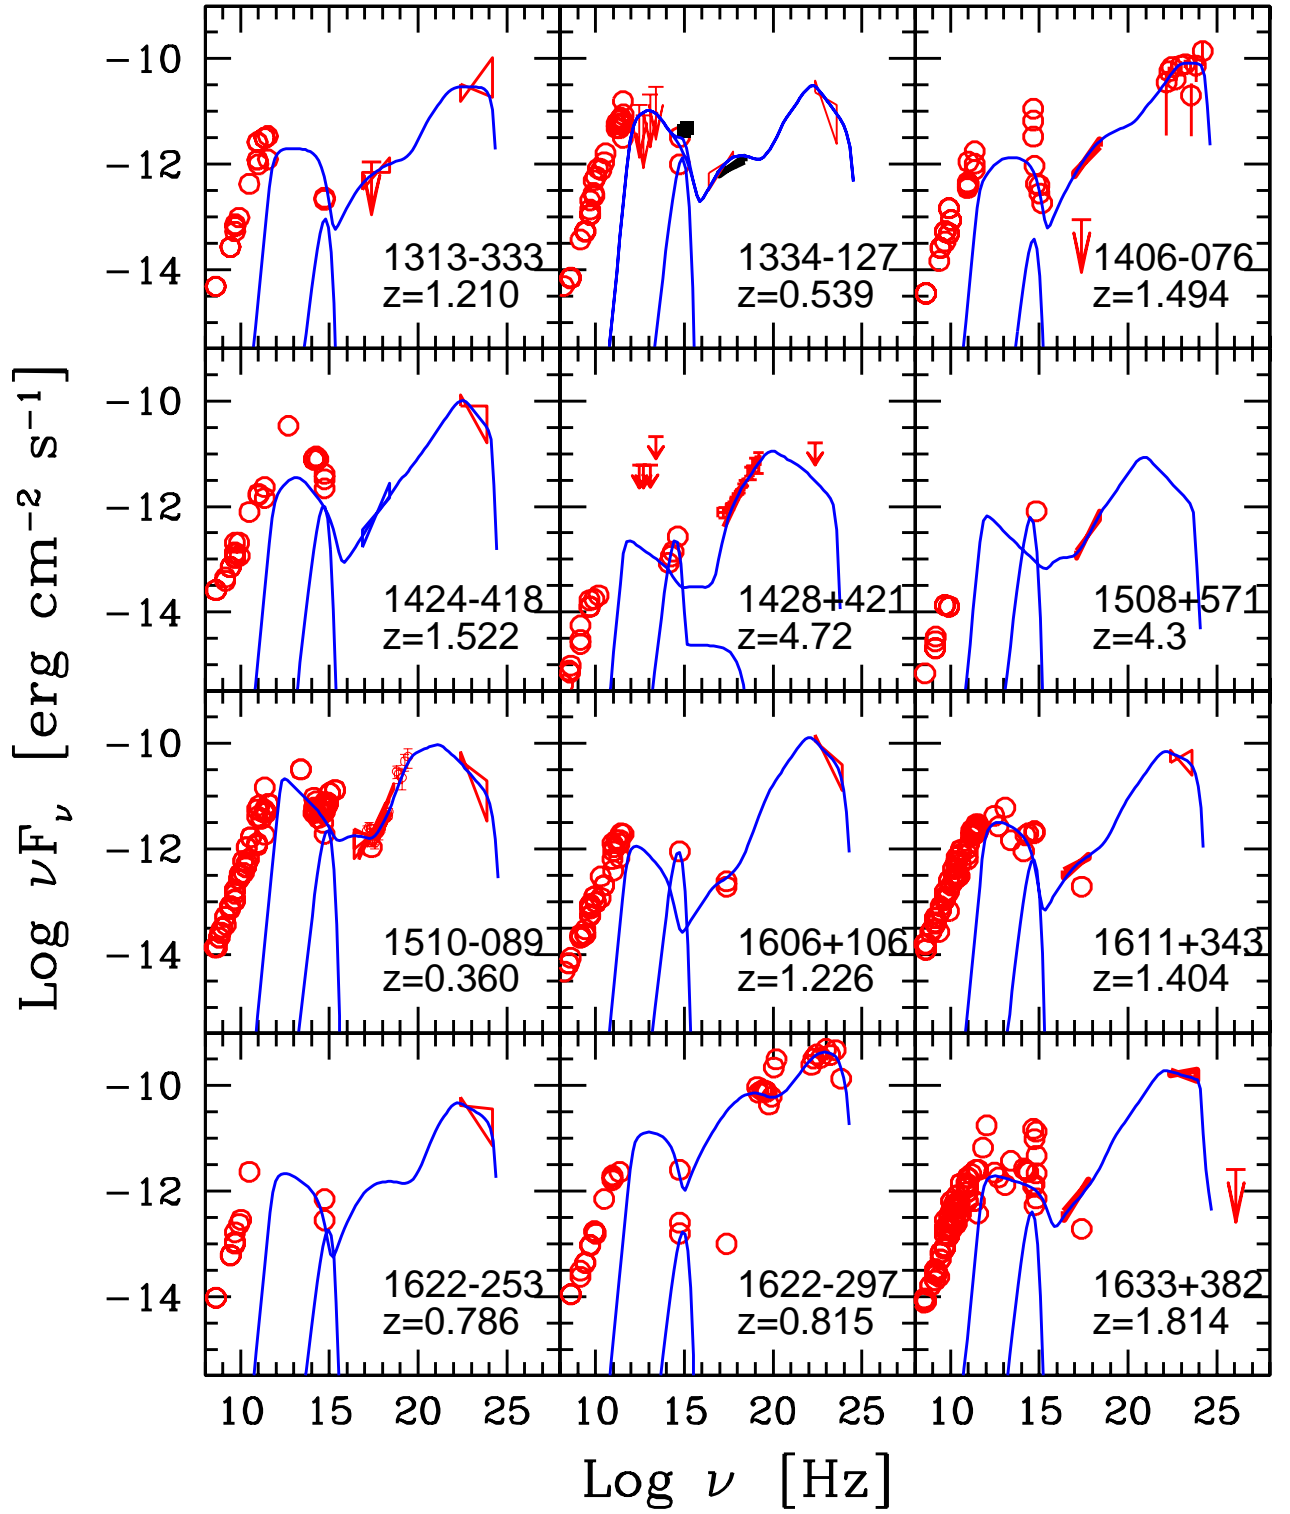 −10
−12
−14
1313-333
z=1.210
1334-127
z=0.539
1406-076
z=1.494
−10
−12
−14
1424-418
z=1.522
1428+421
z=4.72
1508+571
z=4.3
−10
−12
−14
1510-089
z=0.360
1606+106
z=1.226
1611+343
z=1.404
−10
−12
−14
1622-253
z=0.786
1622-297
z=0.815
1633+382
z=1.814
10 15 20 25 10 15 20 25 10 15 20 25
Log ν [Hz]
Log νFν [erg cm−2 s−1]